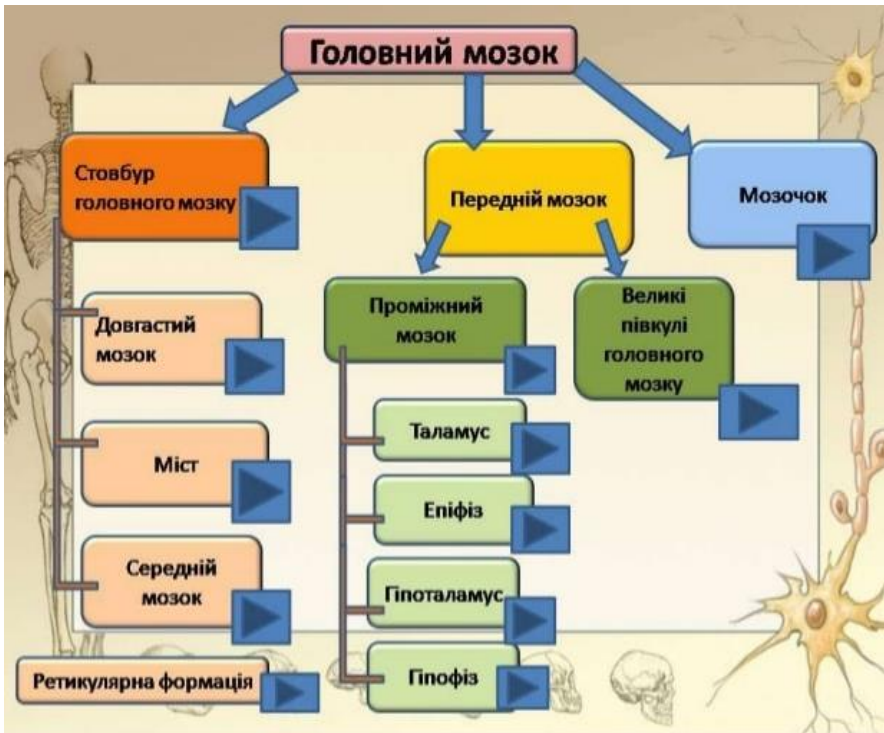 Головний мозок
Стовбур
головного мозку
Передній мозок
Мозочок
Довгастий
мозок
Міст
Середній
мозок
Ретикулярна формація
Проміжний
мозок
Таламус
Епіфіз
Гіпоталамус
Гіпофіз
Великі
півкулі
головного
мозку